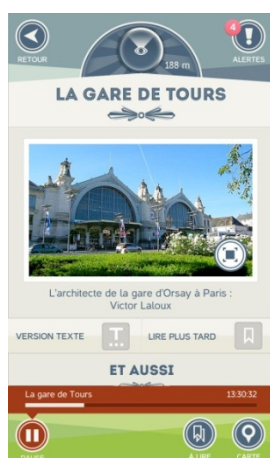 4
188 m
RETOUR
ALERTES
LA GARE DE TOURS
L'architecte de la gare d'Orsay à Paris :
Victor Laloux
VERSION TEXTE
T...
LIRE PLUS TARD
ET AUSSI
La gare de Tours
13:30:32
PAUSE
À LIRE
CARTE